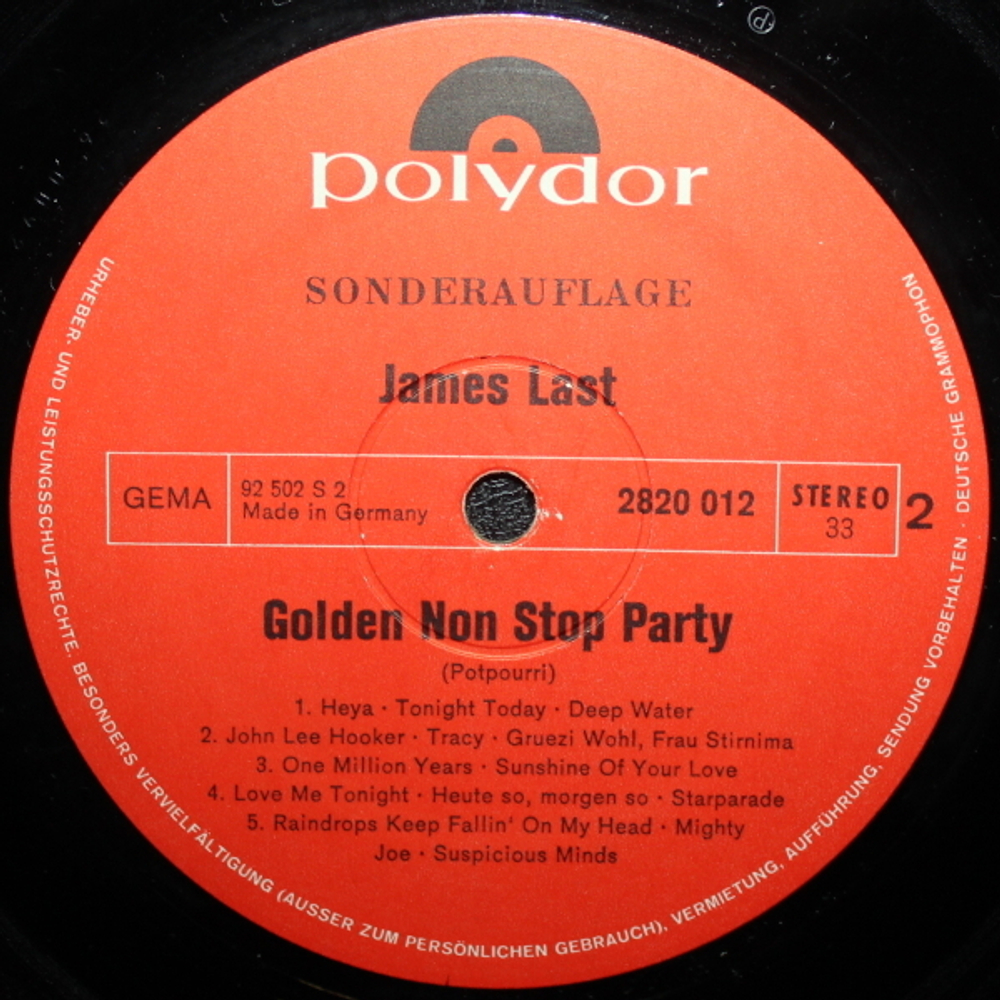 ℗
polydor
SONDERAUFLAGE
James Last
GEMA
92 502 S 2
Made in Germany
2820 012
STEREO
33
2
Golden Non Stop Party
(Potpourri)
1. Heya · Tonight Today · Deep Water
2. John Lee Hooker · Tracy · Gruezi Wohl, Frau Stirnima
3. One Million Years · Sunshine Of Your Love
4. Love Me Tonight · Heute so, morgen so · Starparade
5. Raindrops Keep Fallin' On My Head · Mighty
Joe · Suspicious Minds
URHEBER- UND LEISTUNGSSCHUTZRECHTE, BESONDERS VERVIELFÄLTIGUNG (AUSSER ZUM PERSÖNLICHEN GEBRAUCH), VERMIETUNG, AUFFÜHRUNG, SENDUNG VORBEHALTEN · DEUTSCHE GRAMMOPHON